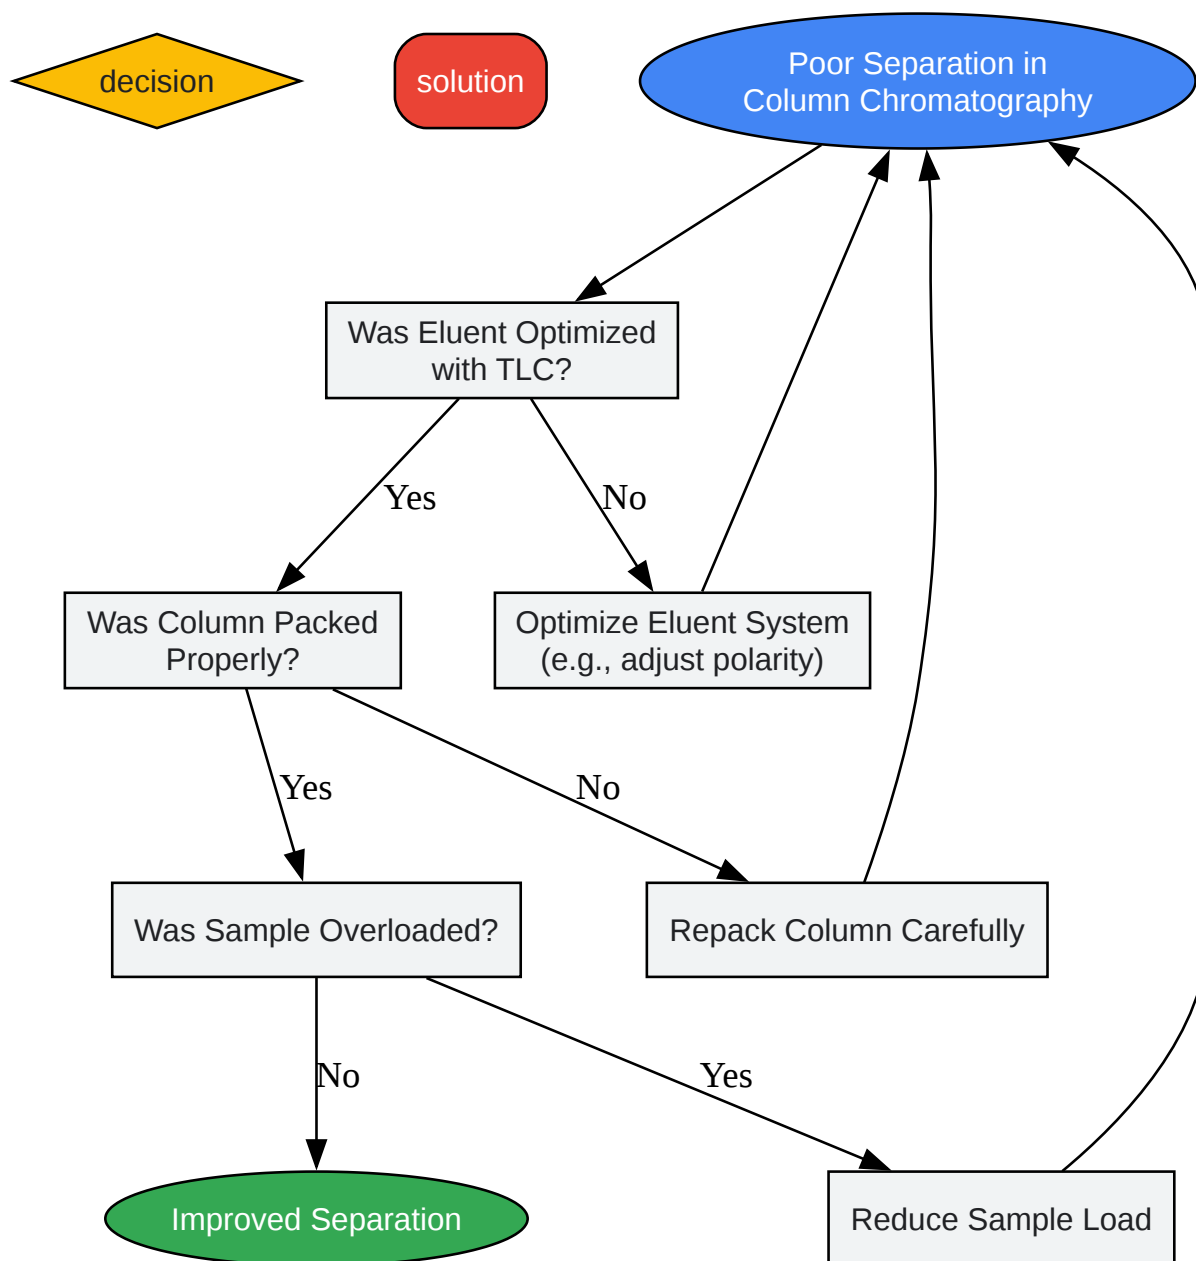 decision
solution
Poor Separation in
Column Chromatography
Was Eluent Optimized
with TLC?
Yes
No
Was Column Packed
Properly?
Optimize Eluent System
(e.g., adjust polarity)
Yes
No
Was Sample Overloaded?
Repack Column Carefully
No
Yes
Improved Separation
Reduce Sample Load